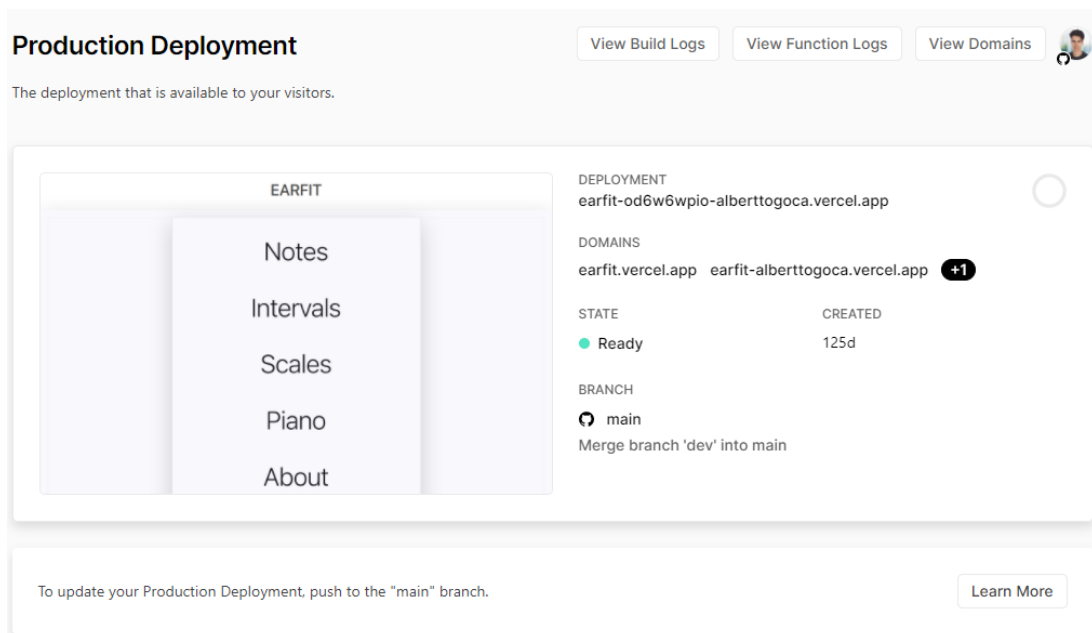 Production Deployment
View Build Logs
View Function Logs
View Domains
The deployment that is available to your visitors.
EARFIT
Notes
Intervals
Scales
Piano
About
DEPLOYMENT
earfit-od6w6wpio-alberttogoca.vercel.app
DOMAINS
earfit.vercel.app earfit-alberttogoca.vercel.app +1
STATE
Ready
CREATED
125d
BRANCH
main
Merge branch 'dev' into main
To update your Production Deployment, push to the "main" branch.
Learn More